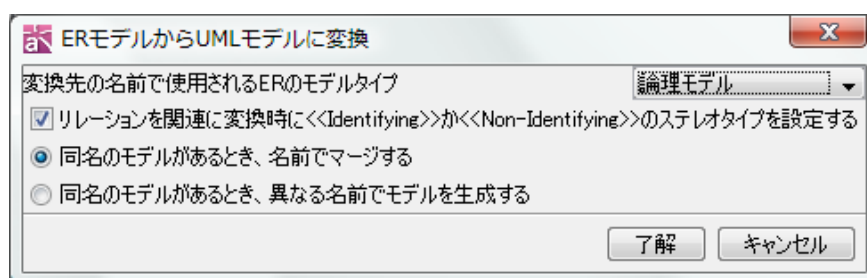 ERモデルからUMLモデルに変換
変換先の名前で使用されるERのモデルタイプ 論理モデル
リレーションを関連に変換時に<<Identifying>>か<<Non-Identifying>>のステレオタイプを設定する
同名のモデルがあるとき、名前でマージする
同名のモデルがあるとき、異なる名前でモデルを生成する
了解 キャンセル